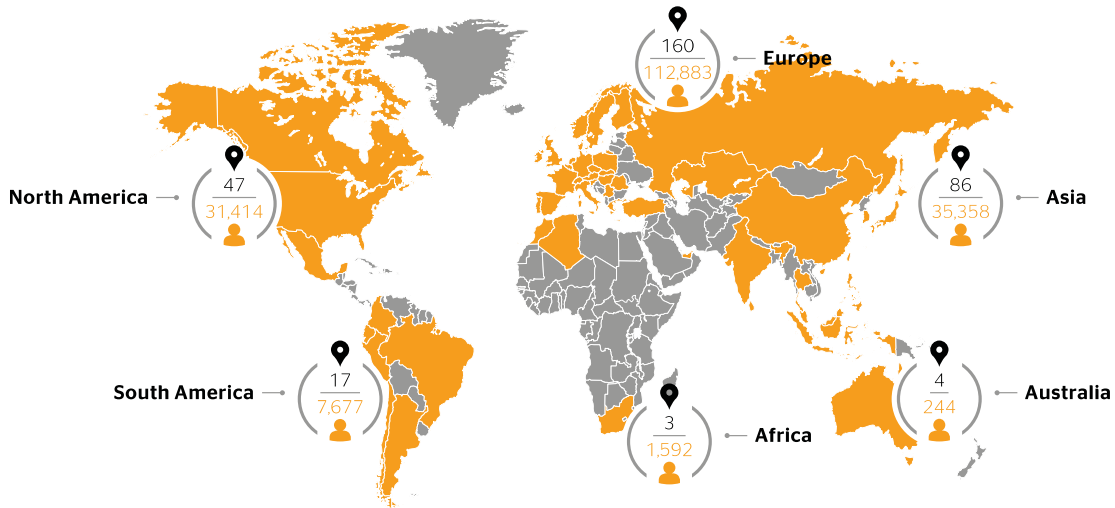 160
112,883
Europe
North America
47
31,414
86
35,358
Asia
South America
17
7,677
3
1,592
Africa
4
244
Australia